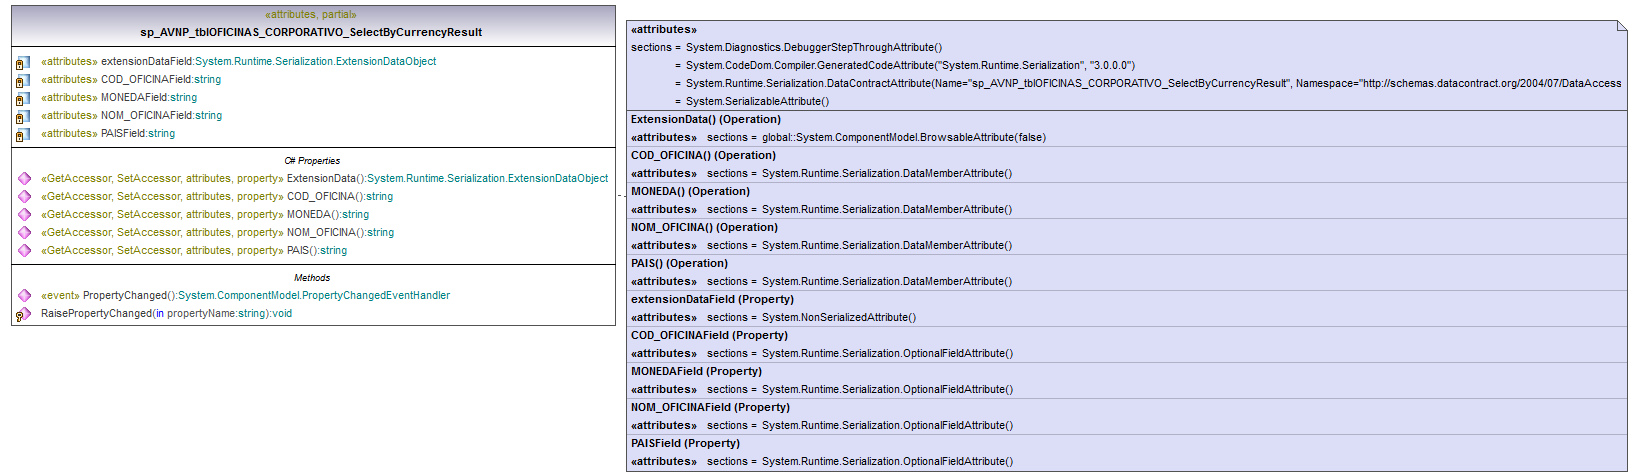 «attributes, partial»
sp_AVNP_tblOFICINAS_CORPORATIVO_SelectByCurrencyResult
«attributes» extensionDataField:System.Runtime.Serialization.ExtensionDataObject
«attributes» COD_OFICINAField:string
«attributes» MONEDAField:string
«attributes» NOM_OFICINAField:string
«attributes» PAISField:string
C# Properties
«GetAccessor, SetAccessor, attributes, property» ExtensionData():System.Runtime.Serialization.ExtensionDataObject
«GetAccessor, SetAccessor, attributes, property» COD_OFICINA():string
«GetAccessor, SetAccessor, attributes, property» MONEDA():string
«GetAccessor, SetAccessor, attributes, property» NOM_OFICINA():string
«GetAccessor, SetAccessor, attributes, property» PAIS():string
Methods
«event» PropertyChanged():System.ComponentModel.PropertyChangedEventHandler
RaisePropertyChanged(in propertyName:string):void
«attributes»
sections = System.Diagnostics.DebuggerStepThroughAttribute()
= System.CodeDom.Compiler.GeneratedCodeAttribute("System.Runtime.Serialization", "3.0.0.0")
= System.Runtime.Serialization.DataContractAttribute(Name="sp_AVNP_tblOFICINAS_CORPORATIVO_SelectByCurrencyResult", Namespace="http://schemas.datacontract.org/2004/07/DataAccess
= System.SerializableAttribute()
ExtensionData() (Operation)
«attributes» sections = global::System.ComponentModel.BrowsableAttribute(false)
COD_OFICINA() (Operation)
«attributes» sections = System.Runtime.Serialization.DataMemberAttribute()
MONEDA() (Operation)
«attributes» sections = System.Runtime.Serialization.DataMemberAttribute()
NOM_OFICINA() (Operation)
«attributes» sections = System.Runtime.Serialization.DataMemberAttribute()
PAIS() (Operation)
«attributes» sections = System.Runtime.Serialization.DataMemberAttribute()
extensionDataField (Property)
«attributes» sections = System.NonSerializedAttribute()
COD_OFICINAField (Property)
«attributes» sections = System.Runtime.Serialization.OptionalFieldAttribute()
MONEDAField (Property)
«attributes» sections = System.Runtime.Serialization.OptionalFieldAttribute()
NOM_OFICINAField (Property)
«attributes» sections = System.Runtime.Serialization.OptionalFieldAttribute()
PAISField (Property)
«attributes» sections = System.Runtime.Serialization.OptionalFieldAttribute()